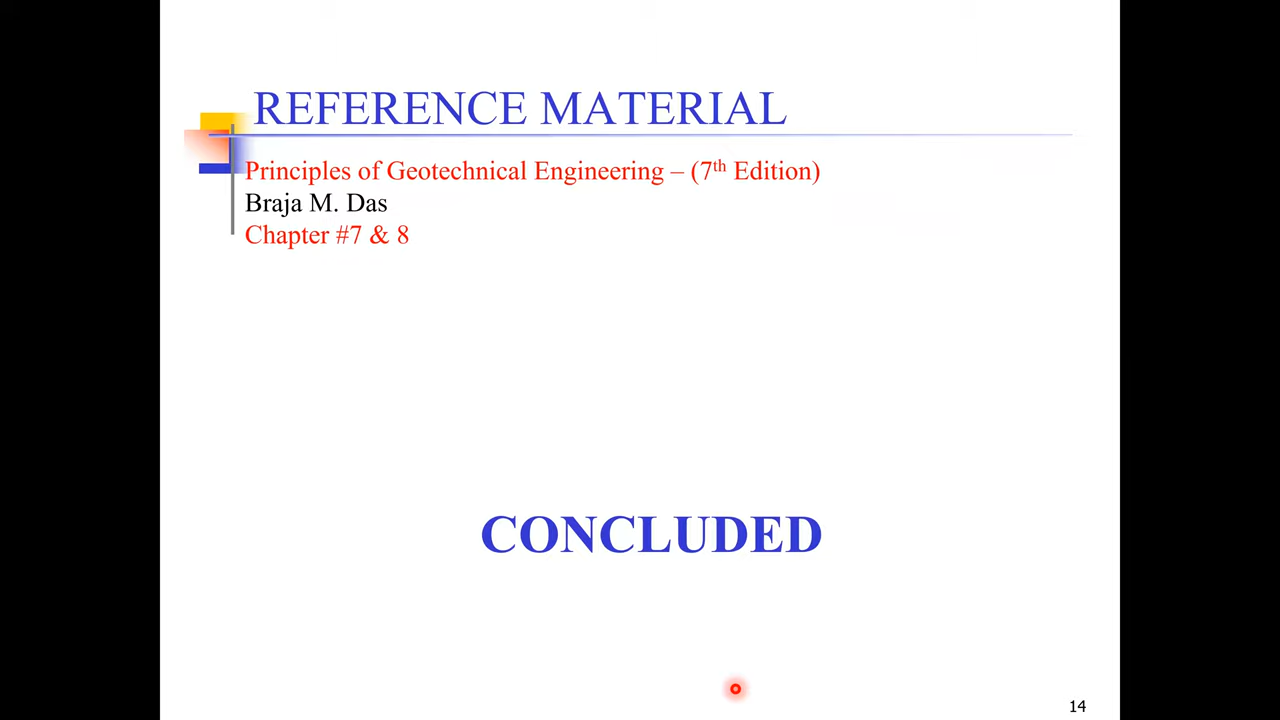 REFERENCE MATERIAL
Principles of Geotechnical Engineering – (7th Edition)
Braja M. Das
Chapter #7 & 8
CONCLUDED
14